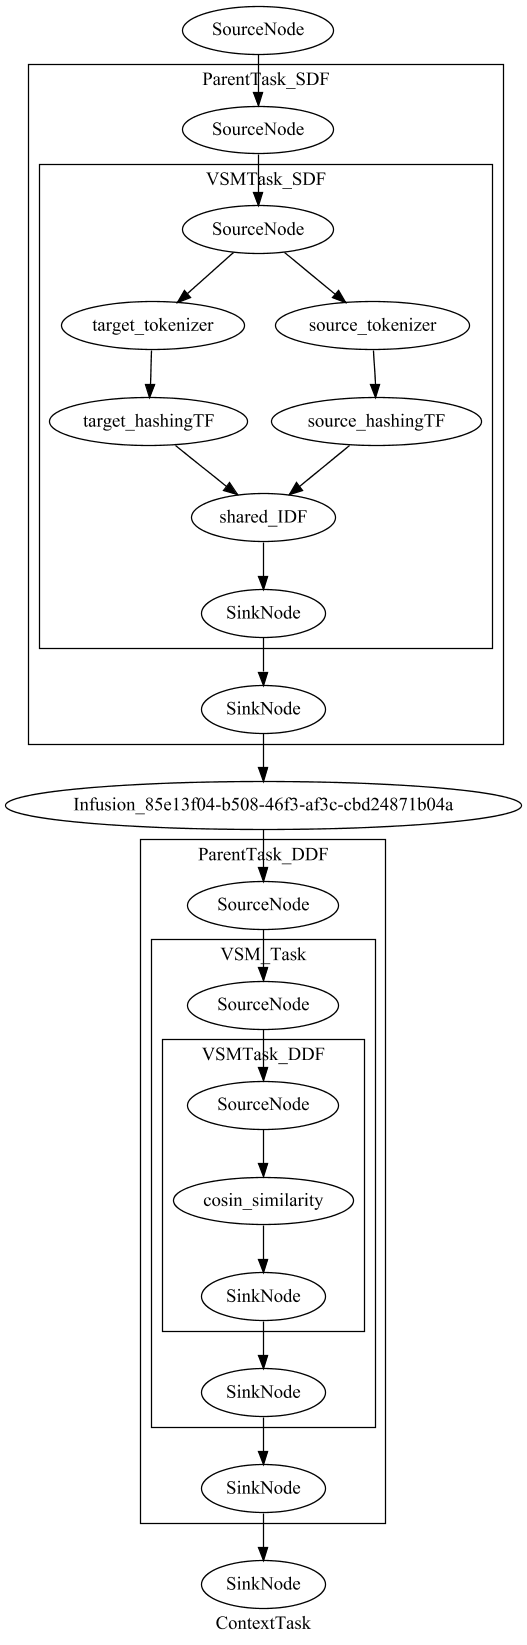 SourceNode
ParentTask_SDF
SourceNode
VSMTask_SDF
SourceNode
target_tokenizer
source_tokenizer
target_hashingTF
source_hashingTF
shared_IDF
SinkNode
SinkNode
Infusion_85e13f04-b508-46f3-af3c-cbd24871b04a
ParentTask_DDF
SourceNode
VSM_Task
SourceNode
VSMTask_DDF
SourceNode
cosin_similarity
SinkNode
SinkNode
SinkNode
SinkNode
ContextTask